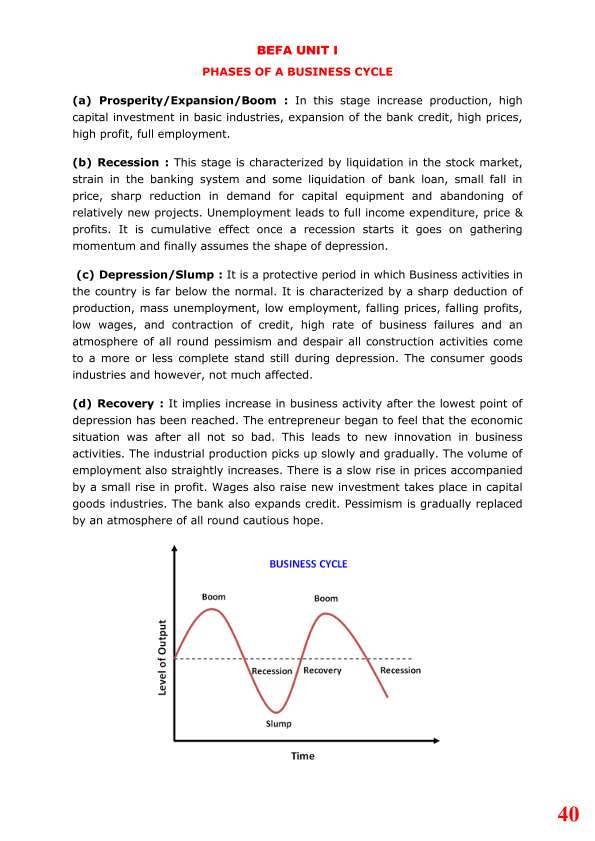 BEFA UNIT I
PHASES OF A BUSINESS CYCLE
(a) Prosperity/Expansion/Boom : In this stage increase production, high
capital investment in basic industries, expansion of the bank credit, high prices,
high profit, full employment.
(b) Recession : This stage is characterized by liquidation in the stock market,
strain in the banking system and some liquidation of bank loan, small fall in
price, sharp reduction in demand for capital equipment and abandoning of
relatively new projects. Unemployment leads to full income expenditure, price &
profits. It is cumulative effect once a recession starts it goes on gathering
momentum and finally assumes the shape of depression.
(c) Depression/Slump : It is a protective period in which Business activities in
the country is far below the normal. It is characterized by a sharp deduction of
production, mass unemployment, low employment, falling prices, falling profits,
low wages, and contraction of credit, high rate of business failures and an
atmosphere of all round pessimism and despair all construction activities come
to a more or less complete stand still during depression. The consumer goods
industries and however, not much affected.
(d) Recovery : It implies increase in business activity after the lowest point of
depression has been reached. The entrepreneur began to feel that the economic
situation was after all not so bad. This leads to new innovation in business
activities. The industrial production picks up slowly and gradually. The volume of
employment also straightly increases. There is a slow rise in prices accompanied
by a small rise in profit. Wages also raise new investment takes place in capital
goods industries. The bank also expands credit. Pessimism is gradually replaced
by an atmosphere of all round cautious hope.
BUSINESS CYCLE
Boom
Boom
Level of Output
Recession
Recovery
Recession
Slump
Time
40